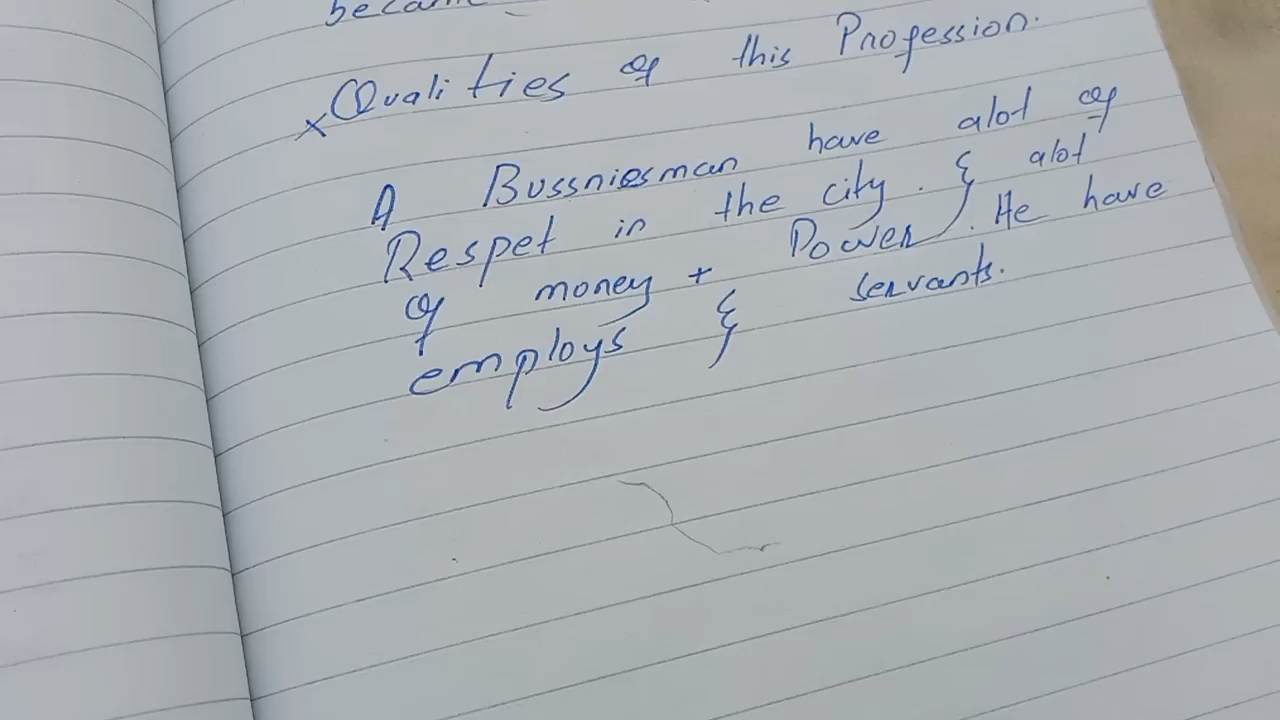 became
×Qualities of this Profession.
A Bussniesman have alot of
Respet in the city. & alot
of money + Power. He have
employs & servants.